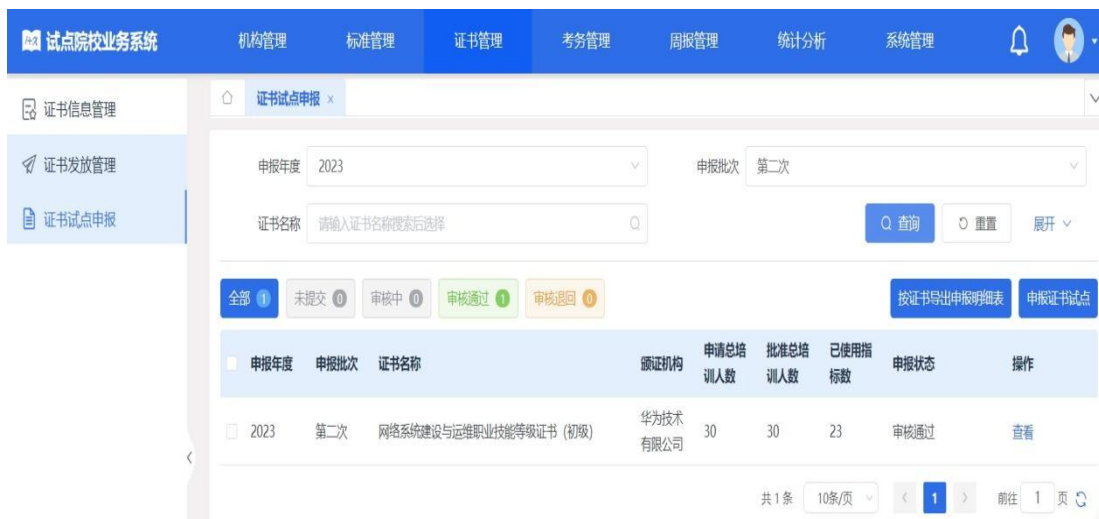 试点院校业务系统 机构管理 标准管理 证书管理 考务管理 周报管理 统计分析 系统管理
证书信息管理
证书发放管理
证书试点申报
证书试点申报 ×
申报年度 2023 申报批次 第二次
证书名称 请输入证书名称搜索后选择 查询 重置 展开
全部 1 未提交 0 审核中 0 审核通过 1 审核退回 0 按证书导出申报明细表 申报证书试点
申报年度 申报批次 证书名称 颁证机构 申请总培训人数 批准总培训人数 已使用指标数 申报状态 操作
2023 第二次 网络系统建设与运维职业技能等级证书（初级） 华为技术有限公司 30 30 23 审核通过 查看
共 1 条 10条/页 < 1 > 前往 1 页